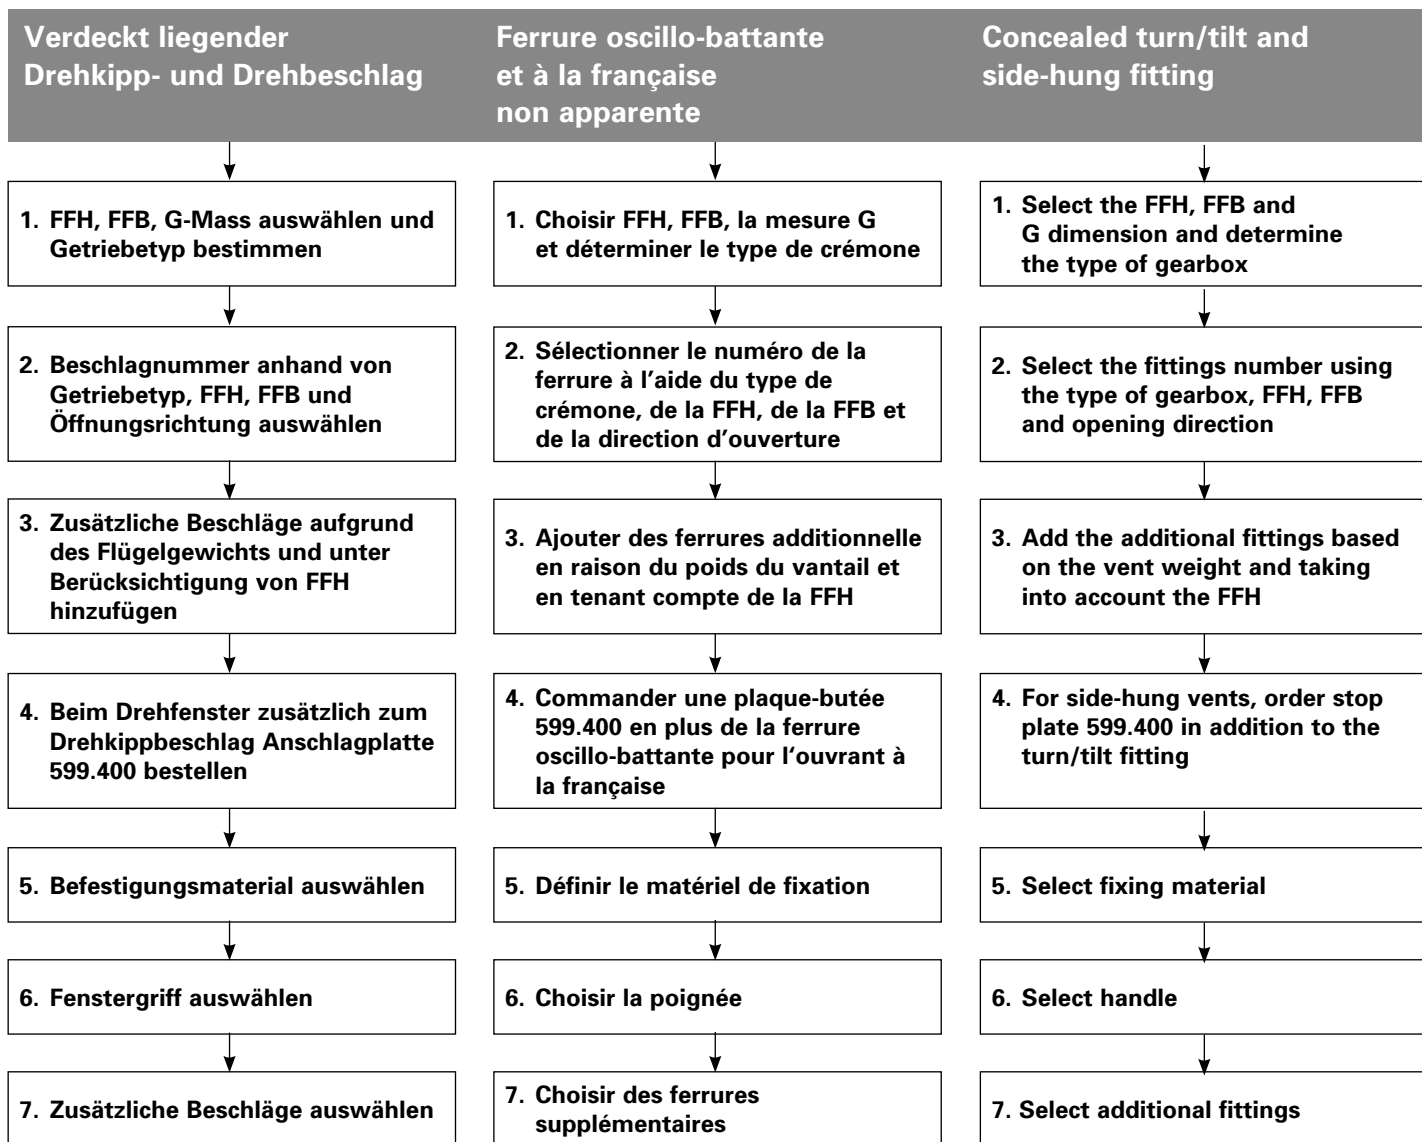 Verdeckt liegender
Drehkipp- und Drehbeschlag
1. FFH, FFB, G-Mass auswählen und
Getriebetyp bestimmen
2. Beschlagnummer anhand von
Getriebetyp, FFH, FFB und
Öffnungsrichtung auswählen
3. Zusätzliche Beschläge aufgrund
des Flügelgewichts und unter
Berücksichtigung von FFH
hinzufügen
4. Beim Drehfenster zusätzlich zum
Drehkippbeschlag Anschlagplatte
599.400 bestellen
5. Befestigungsmaterial auswählen
6. Fenstergriff auswählen
7. Zusätzliche Beschläge auswählen
Ferrure oscillo-battante
et à la française
non apparente
1. Choisir FFH, FFB, la mesure G
et déterminer le type de crémone
2. Sélectionner le numéro de la
ferrure à l’aide du type de
crémone, de la FFH, de la FFB et
de la direction d’ouverture
3. Ajouter des ferrures additionnelle
en raison du poids du vantail et
en tenant compte de la FFH
4. Commander une plaque-butée
599.400 en plus de la ferrure
oscillo-battante pour l‘ouvrant à
la française
5. Définir le matériel de fixation
6. Choisir la poignée
7. Choisir des ferrures
supplémentaires
Concealed turn/tilt and
side-hung fitting
1. Select the FFH, FFB and
G dimension and determine
the type of gearbox
2. Select the fittings number using
the type of gearbox, FFH, FFB
and opening direction
3. Add the additional fittings based
on the vent weight and taking
into account the FFH
4. For side-hung vents, order stop
plate 599.400 in addition to the
turn/tilt fitting
5. Select fixing material
6. Select handle
7. Select additional fittings